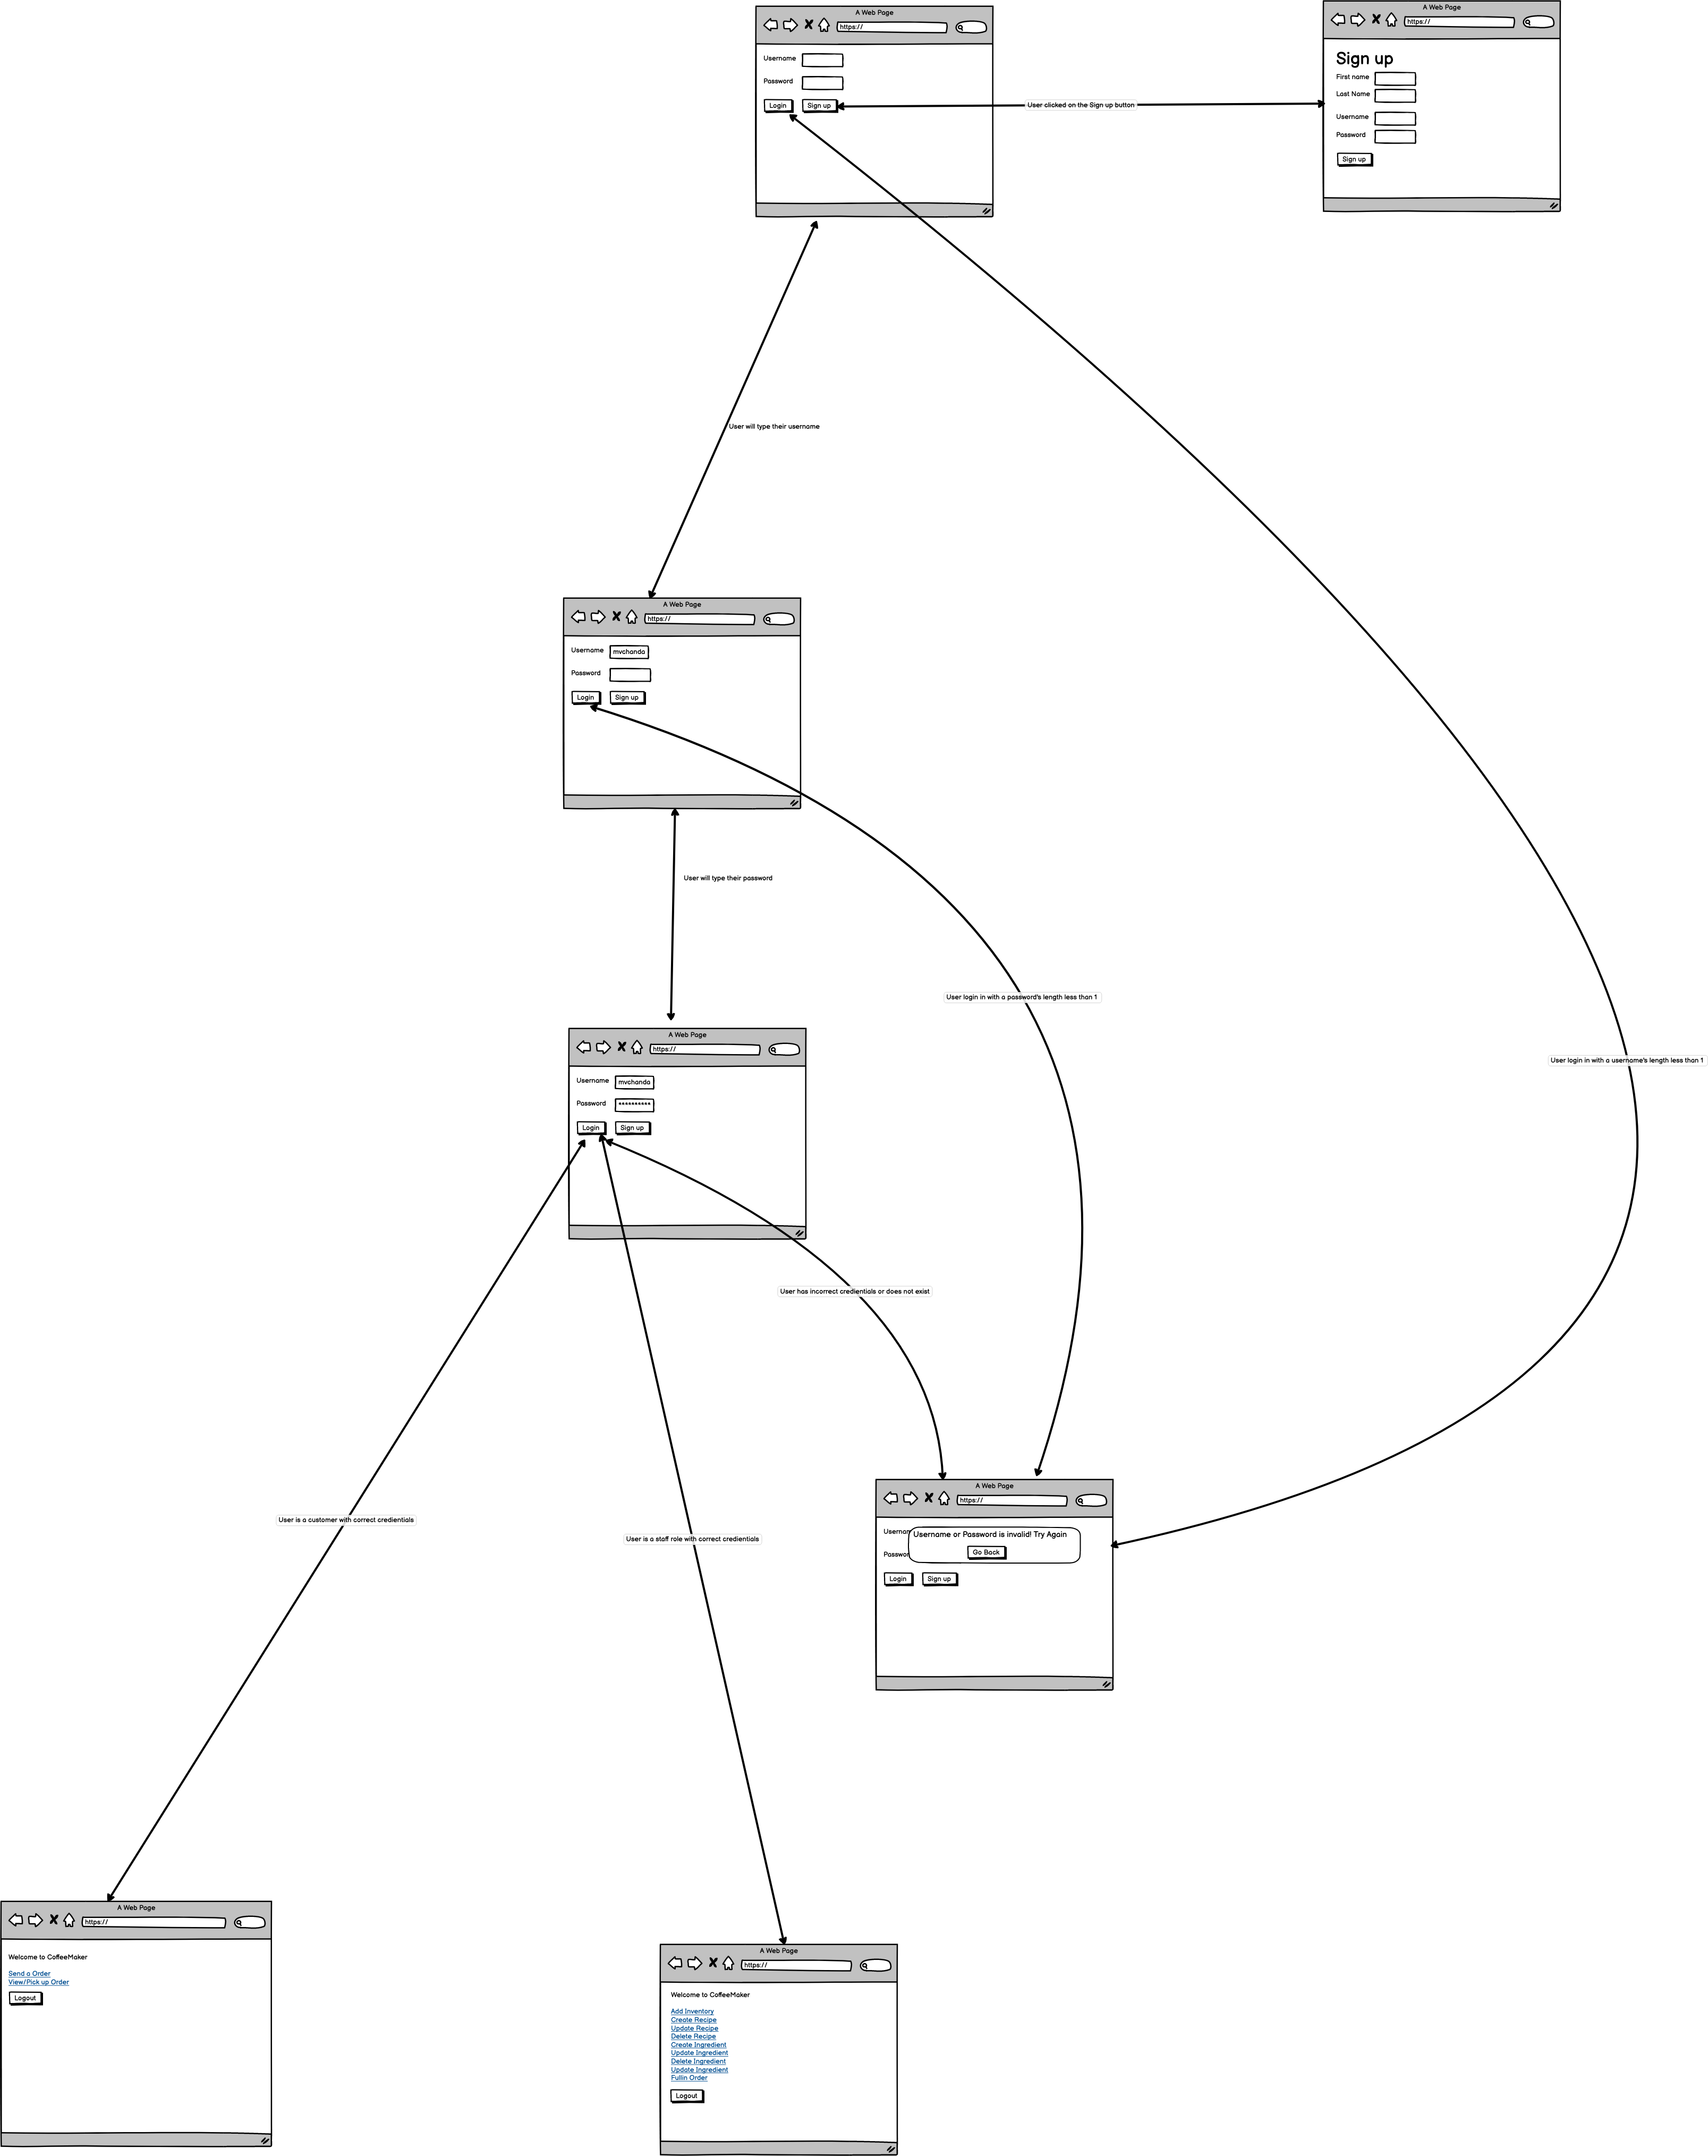 A Web Page
https://
Username
Password
Login Sign up
A Web Page
https://
Sign up
First name
Last Name
Username
Password
Sign up
User clicked on the Sign up button
User will type their username
A Web Page
https://
Username mvchanda
Password
Login Sign up
User will type their password
User login in with a password's length less than 1
User login in with a username's length less than 1
A Web Page
https://
Username mvchanda
Password **********
Login Sign up
User has incorrect credientials or does not exist
User is a customer with correct credientials
User is a staff role with correct credientials
A Web Page
https://
Usernam
Username or Password is invalid! Try Again
Passwor
Go Back
Login Sign up
A Web Page
https://
Welcome to CoffeeMaker
Send a Order
View/Pick up Order
Logout
A Web Page
https://
Welcome to CoffeeMaker
Add Inventory
Create Recipe
Update Recipe
Delete Recipe
Create Ingredient
Update Ingredient
Delete Ingredient
Update Ingredient
Fullin Order
Logout